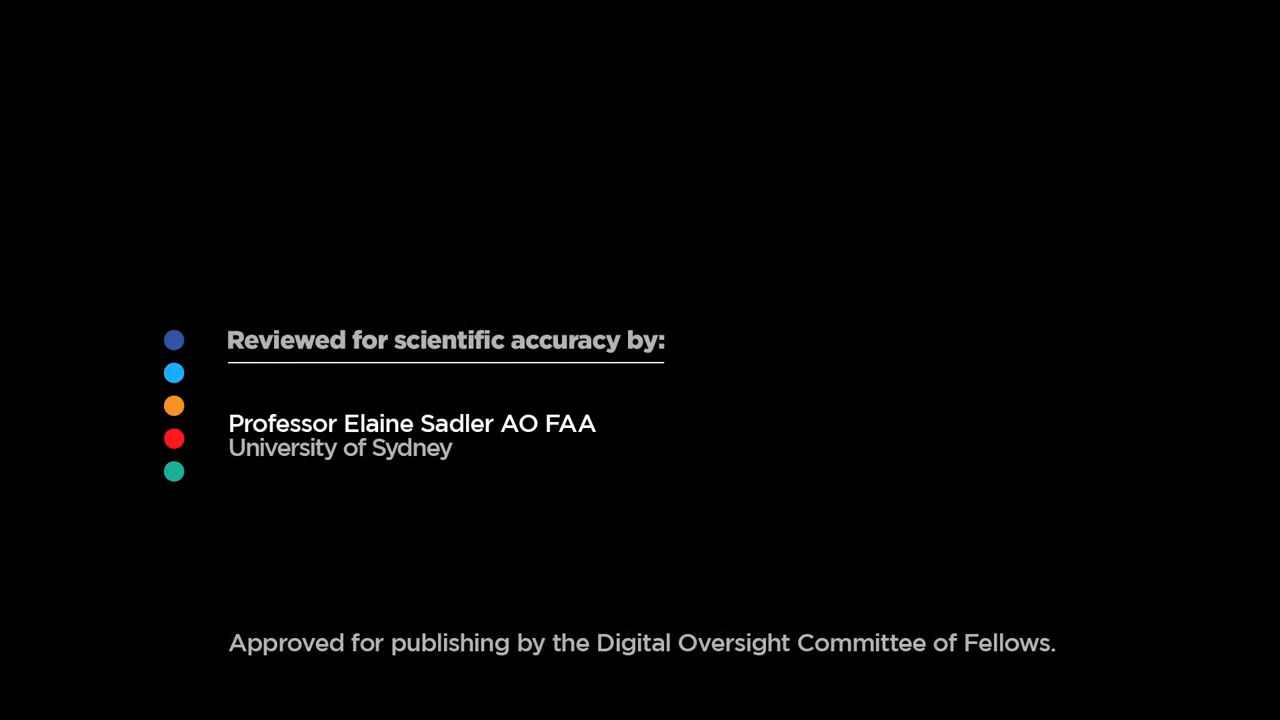 Reviewed for scientific accuracy by:
Professor Elaine Sadler AO FAA
University of Sydney
Approved for publishing by the Digital Oversight Committee of Fellows.